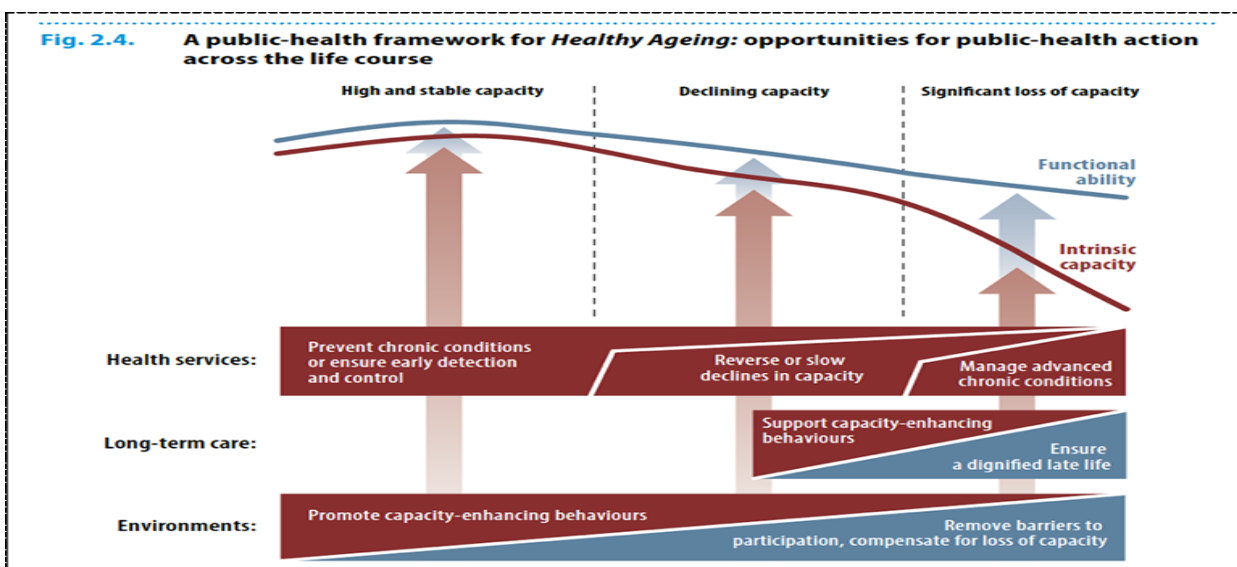 Fig. 2.4. A public-health framework for Healthy Ageing: opportunities for public-health action
across the life course
High and stable capacity Declining capacity Significant loss of capacity
Functional
ability
Intrinsic
capacity
Health services:
Prevent chronic conditions
or ensure early detection
and control
Reverse or slow
declines in capacity
Manage advanced
chronic conditions
Long-term care:
Support capacity-enhancing
behaviours
Ensure
a dignified late life
Environments:
Promote capacity-enhancing behaviours
Remove barriers to
participation, compensate for loss of capacity